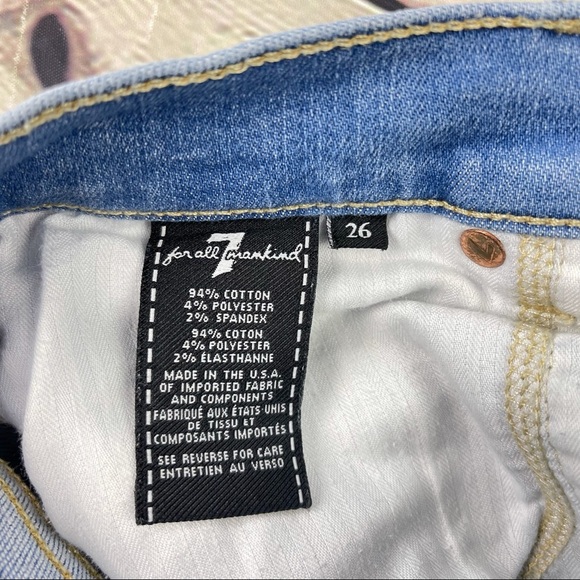 7
for all mankind
26
94% COTTON
4% POLYESTER
2% SPANDEX
94% COTON
4% POLYESTER
2% ÉLASTHANNE
MADE IN THE U.S.A.
OF IMPORTED FABRIC
AND COMPONENTS
FABRIQUÉ AUX ÉTATS-UNIS
DE TISSU ET
COMPOSANTS IMPORTÉS
SEE REVERSE FOR CARE
ENTRETIEN AU VERSO